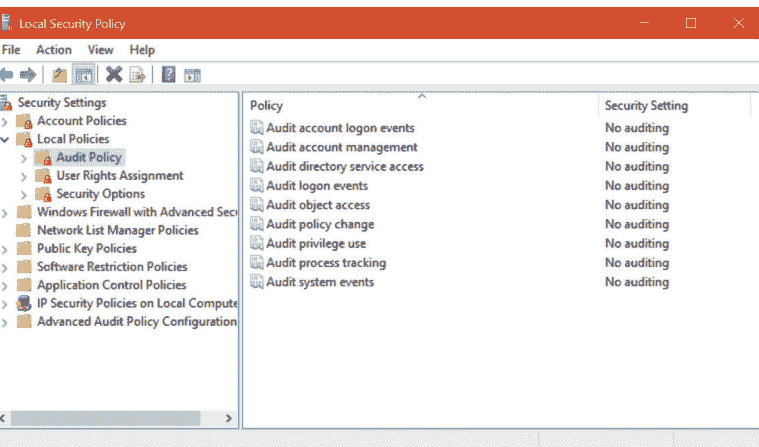 Local Security Policy
File Action View Help
Security Settings
Account Policies
Local Policies
Audit Policy
User Rights Assignment
Security Options
Windows Firewall with Advanced Secu
Network List Manager Policies
Public Key Policies
Software Restriction Policies
Application Control Policies
IP Security Policies on Local Compute
Advanced Audit Policy Configuration
Policy Security Setting
Audit account logon events No auditing
Audit account management No auditing
Audit directory service access No auditing
Audit logon events No auditing
Audit object access No auditing
Audit policy change No auditing
Audit privilege use No auditing
Audit process tracking No auditing
Audit system events No auditing